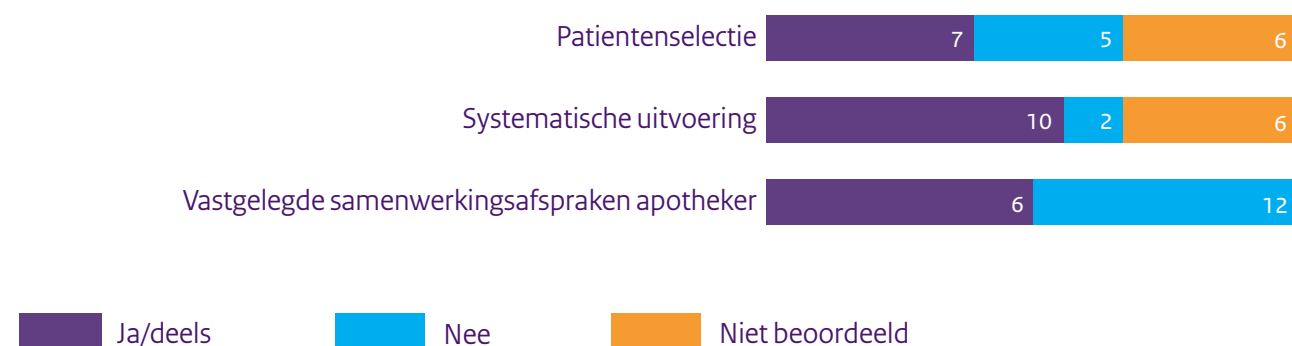 Patientenselectie 7 5 6
Systematische uitvoering 10 2 6
Vastgelegde samenwerkingsafspraken apotheker 6 12
Ja/deels Nee Niet beoordeeld